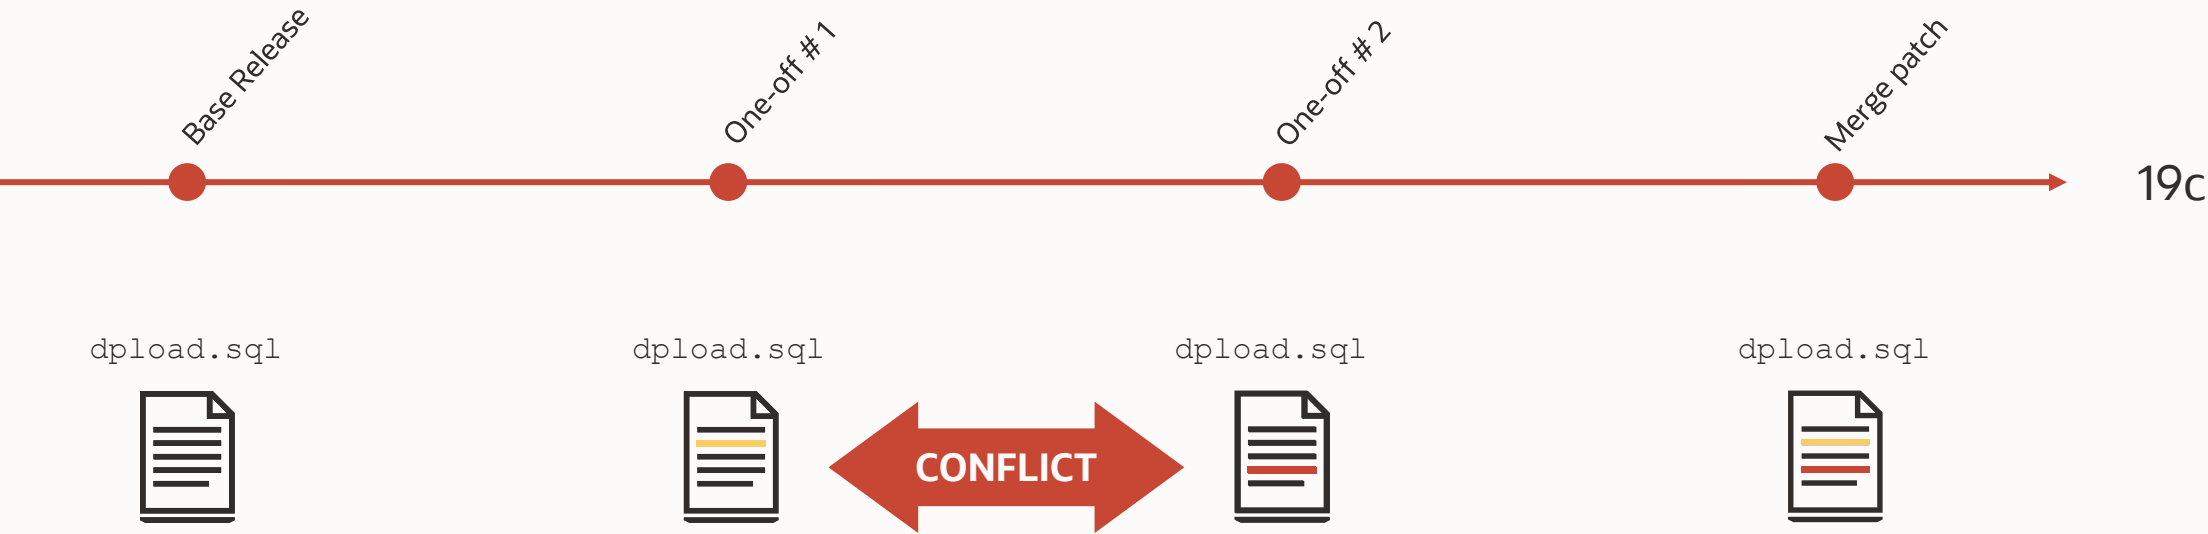 Base Release
One-off # 1
One-off # 2
Merge patch
19c
dpload.sql
dpload.sql
dpload.sql
dpload.sql
CONFLICT